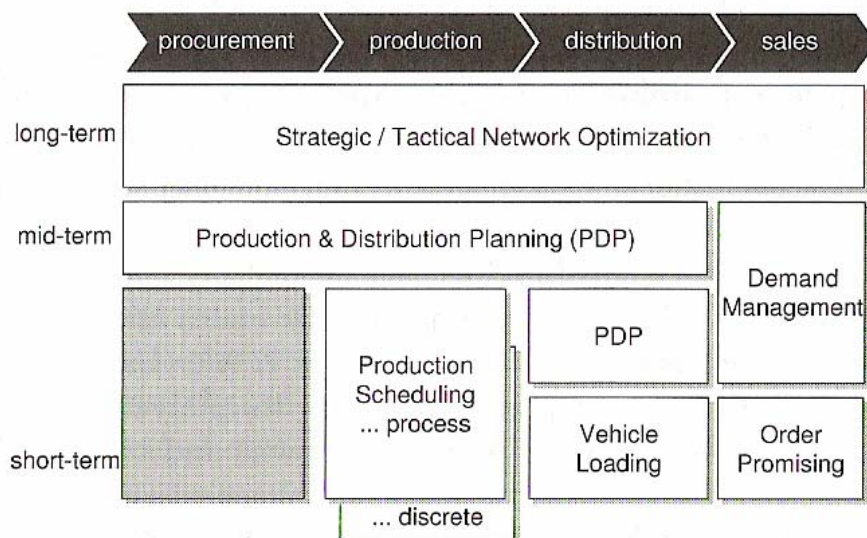 procurement production distribution sales
long-term
Strategic / Tactical Network Optimization
mid-term
Production & Distribution Planning (PDP)
Demand
Management
PDP
Production
Scheduling
... process
short-term
Vehicle
Loading
Order
Promising
... discrete